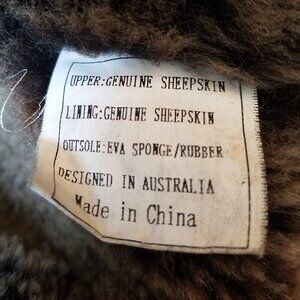 UPPER:GENUINE SHEEPSKIN
LINING:GENUINE SHEEPSKIN
OUTSOLE:EVA SPONGE/RUBBER
DESIGNED IN AUSTRALIA
Made in China